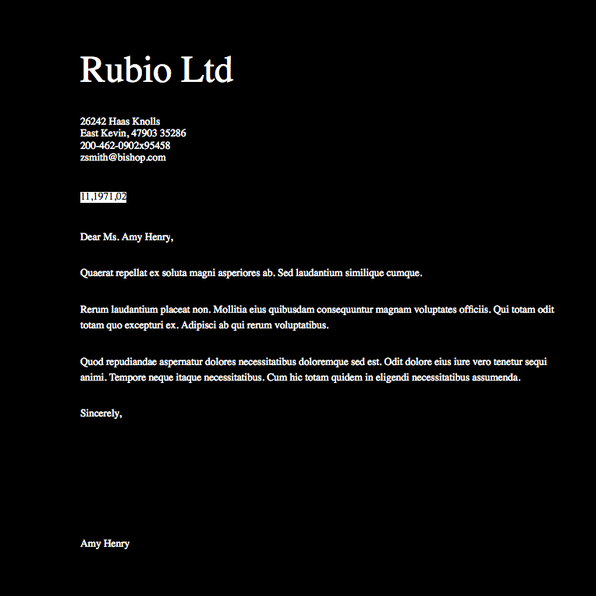 Rubio Ltd
26242 Haas Knolls
East Kevin, 47903 35286
200-462-0902x95458
zsmith@bishop.com
11,1971,02
Dear Ms. Amy Henry,
Quaerat repellat ex soluta magni asperiores ab. Sed laudantium similique cumque.
Rerum laudantium placeat non. Mollitia eius quibusdam consequuntur magnam voluptates officiis. Qui totam odit
totam quo excepturi ex. Adipisci ab qui rerum voluptatibus.
Quod repudiandae aspernatur dolores necessitatibus doloremque sed est. Odit dolore eius iure vero tenetur sequi
animi. Tempore neque itaque necessitatibus. Cum hic totam quidem in eligendi necessitatibus assumenda.
Sincerely,
Amy Henry